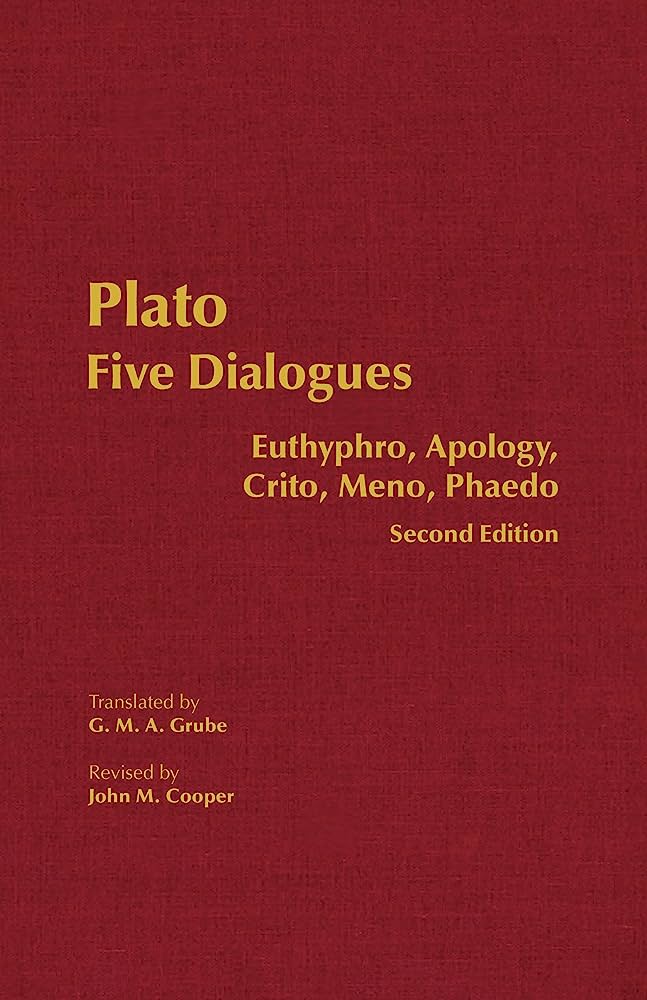 Plato
Five Dialogues
Euthyphro, Apology,
Crito, Meno, Phaedo
Second Edition
Translated by
G. M. A. Grube
Revised by
John M. Cooper